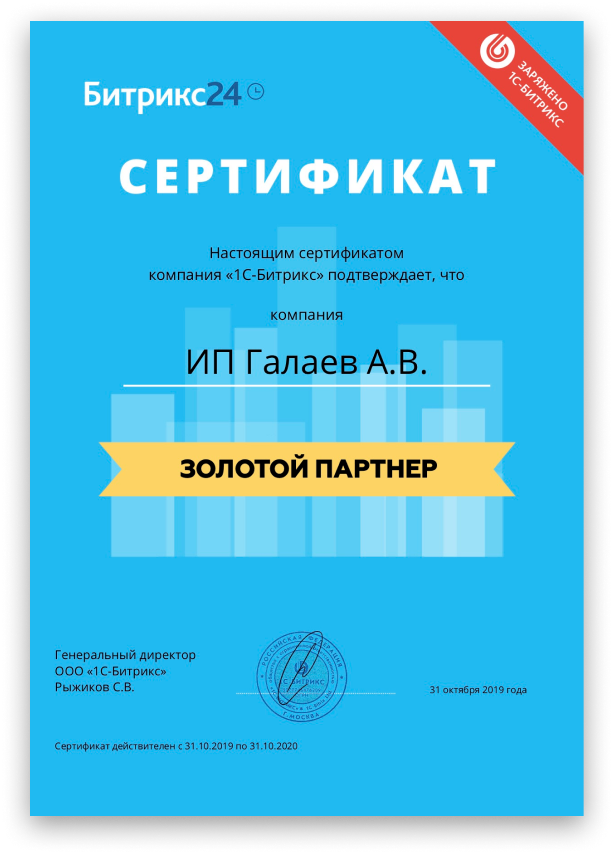 ЗАРЯЖЕНО
1С-БИТРИКС
Битрикс24
СЕРТИФИКАТ
Настоящим сертификатом
компания «1С-Битрикс» подтверждает, что
компания
ИП Галаев А.В.
ЗОЛОТОЙ ПАРТНЕР
Генеральный директор
ООО «1С-Битрикс»
Рыжиков С.В.
РОССИЙСКАЯ ФЕДЕРАЦИЯ
1С-БИТРИКС
Г. МОСКВА
31 октября 2019 года
Сертификат действителен с 31.10.2019 по 31.10.2020